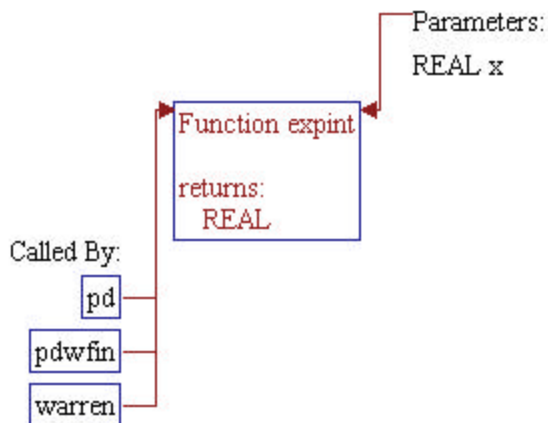 Parameters:
REAL x
Function expint
returns:
REAL
Called By:
pd
pdwfin
warren